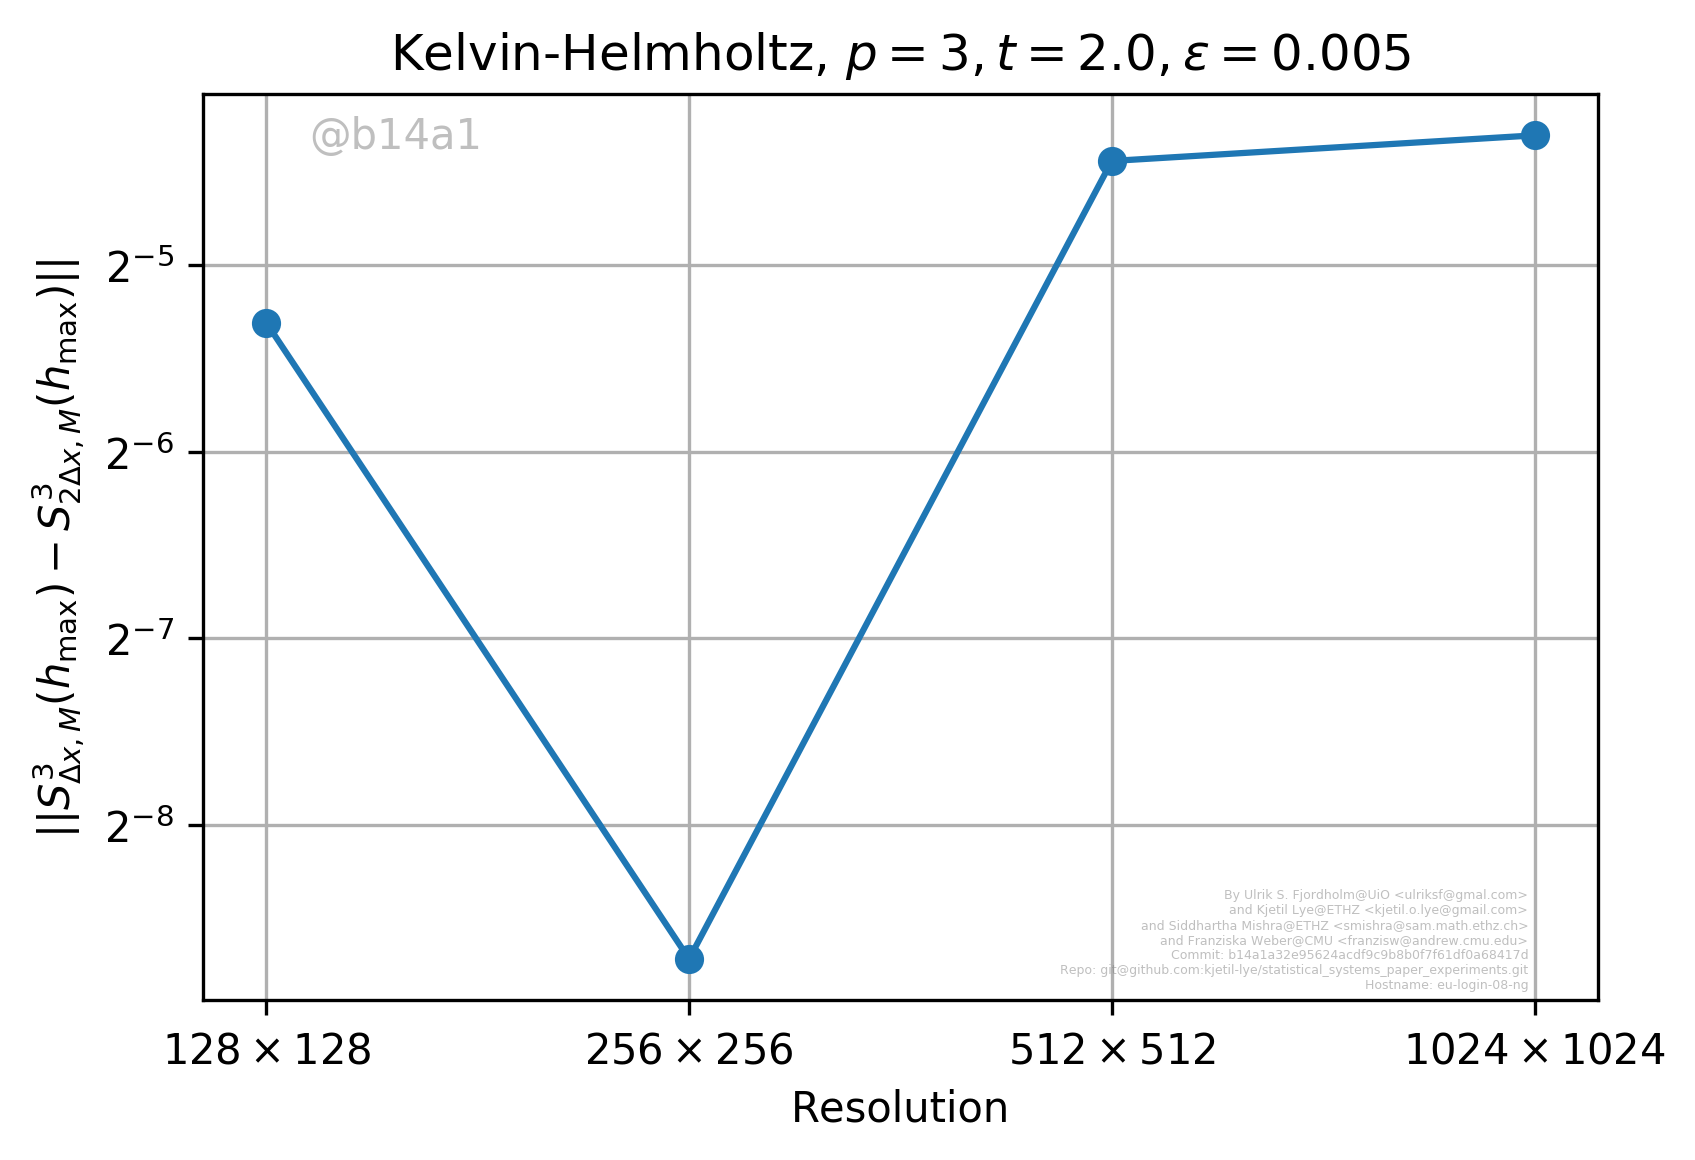 Kelvin-Helmholtz, p = 3, t = 2.0, ε = 0.005
@b14a1
||S³_{Δx,M}(h_max) − S³_{2Δx,M}(h_max)||
2⁻⁵
2⁻⁶
2⁻⁷
2⁻⁸
By Ulrik S. Fjordholm@UiO <ulriksf@gmal.com>
and Kjetil Lye@ETHZ <kjetil.o.lye@gmail.com>
and Siddhartha Mishra@ETHZ <smishra@sam.math.ethz.ch>
and Franziska Weber@CMU <franzisw@andrew.cmu.edu>
Commit: b14a1a32e95624acdf9c9b8b0f7f61df0a68417d
Repo: git@github.com:kjetil-lye/statistical_systems_paper_experiments.git
Hostname: eu-login-08-ng
128 × 128 256 × 256 512 × 512 1024 × 1024
Resolution